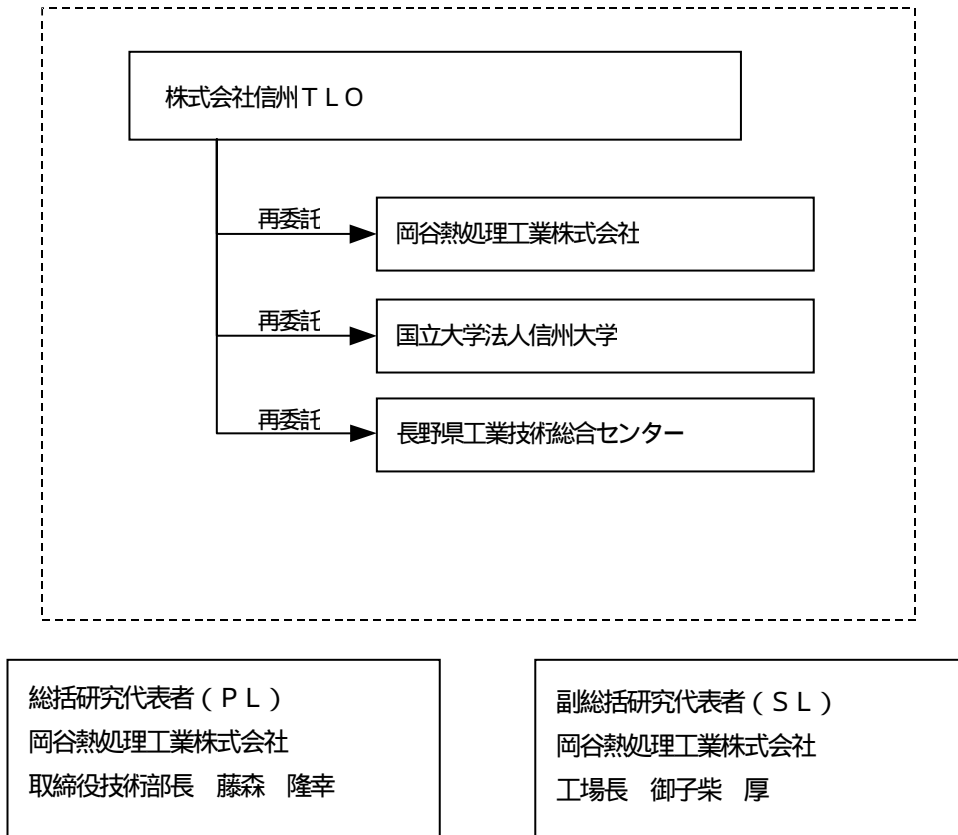 株式会社信州ＴＬＯ
再委託
岡谷熱処理工業株式会社
再委託
国立大学法人信州大学
再委託
長野県工業技術総合センター
総括研究代表者（ＰＬ）
岡谷熱処理工業株式会社
取締役技術部長　藤森　隆幸
副総括研究代表者（ＳＬ）
岡谷熱処理工業株式会社
工場長　御子柴　厚